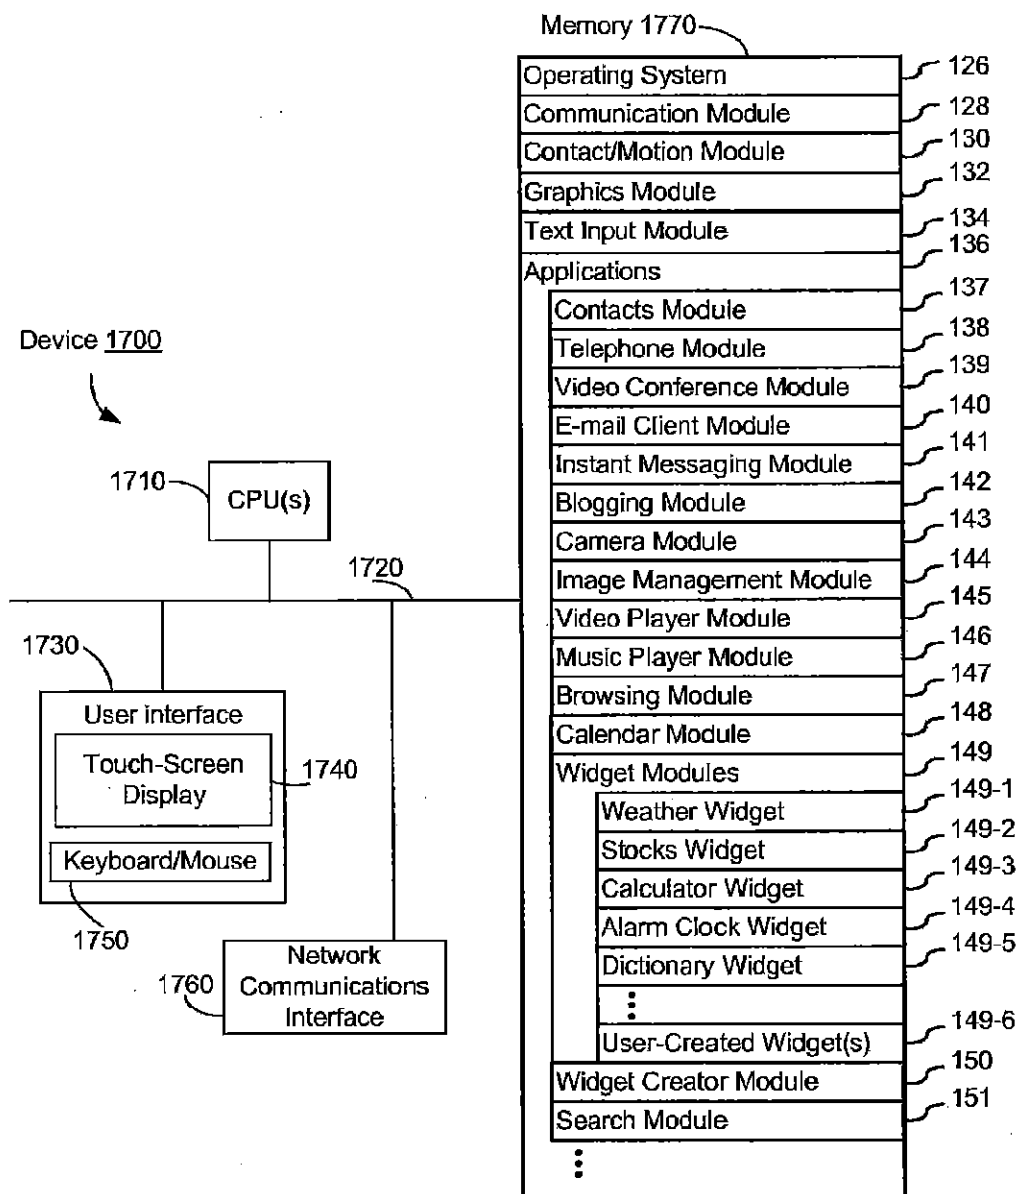 Memory 1770
Operating System
126
Communication Module
128
Contact/Motion Module
130
Graphics Module
132
Text Input Module
134
Applications
136
Contacts Module
137
Telephone Module
138
Video Conference Module
139
E-mail Client Module
140
Instant Messaging Module
141
Blogging Module
142
Camera Module
143
Image Management Module
144
Video Player Module
145
Music Player Module
146
Browsing Module
147
Calendar Module
148
Widget Modules
149
Weather Widget
149-1
Stocks Widget
149-2
Calculator Widget
149-3
Alarm Clock Widget
149-4
Dictionary Widget
149-5
User-Created Widget(s)
149-6
Widget Creator Module
150
Search Module
151
Device 1700
1710
CPU(s)
1720
1730
User interface
Touch-Screen
Display
1740
Keyboard/Mouse
1750
Network
Communications
Interface
1760